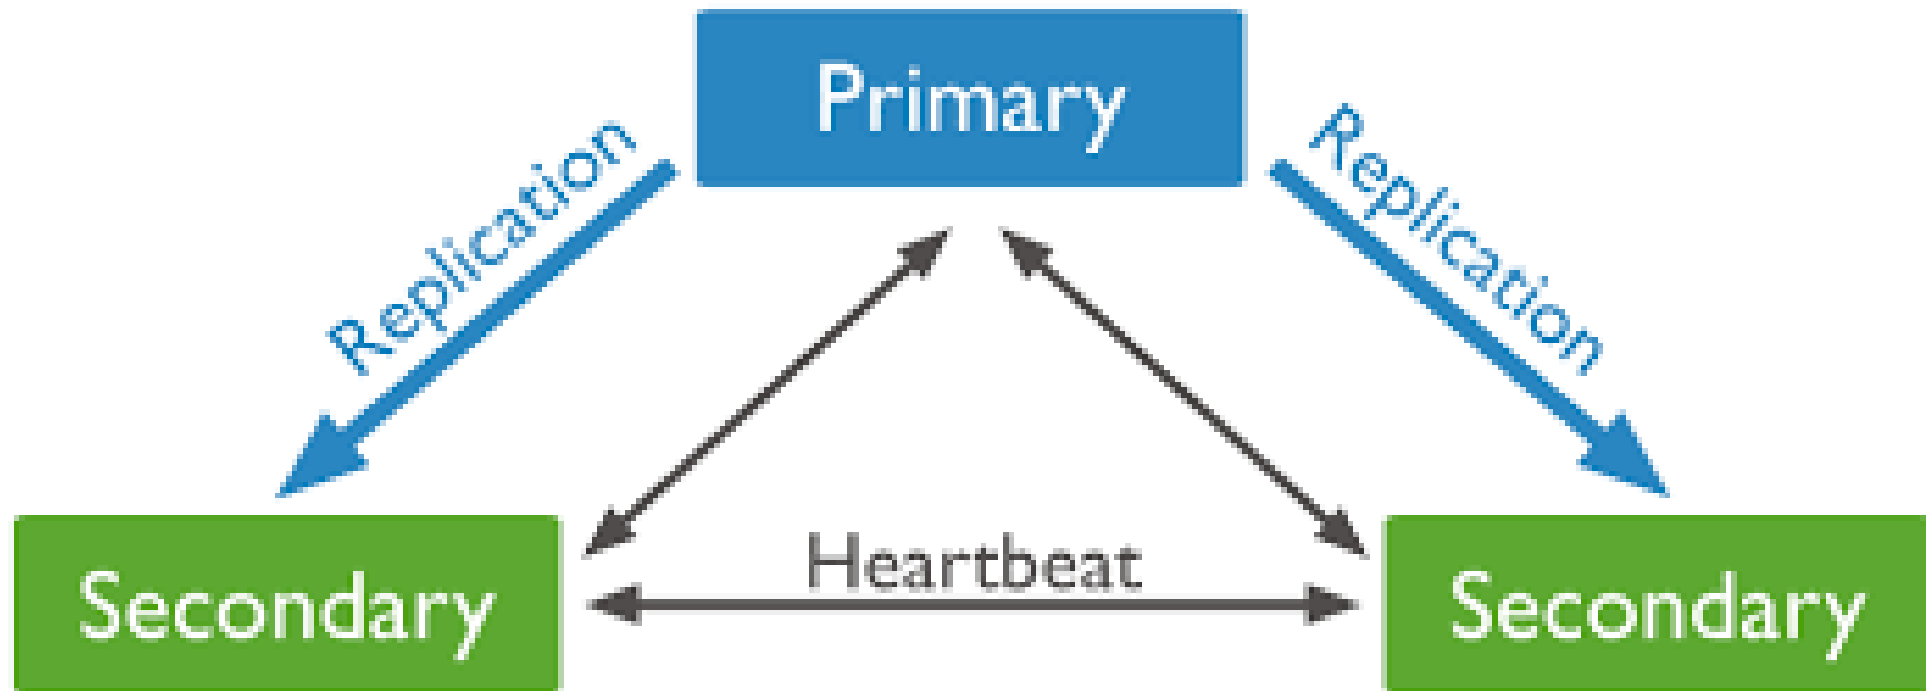 Primary
Replication
Replication
Heartbeat
Secondary
Secondary